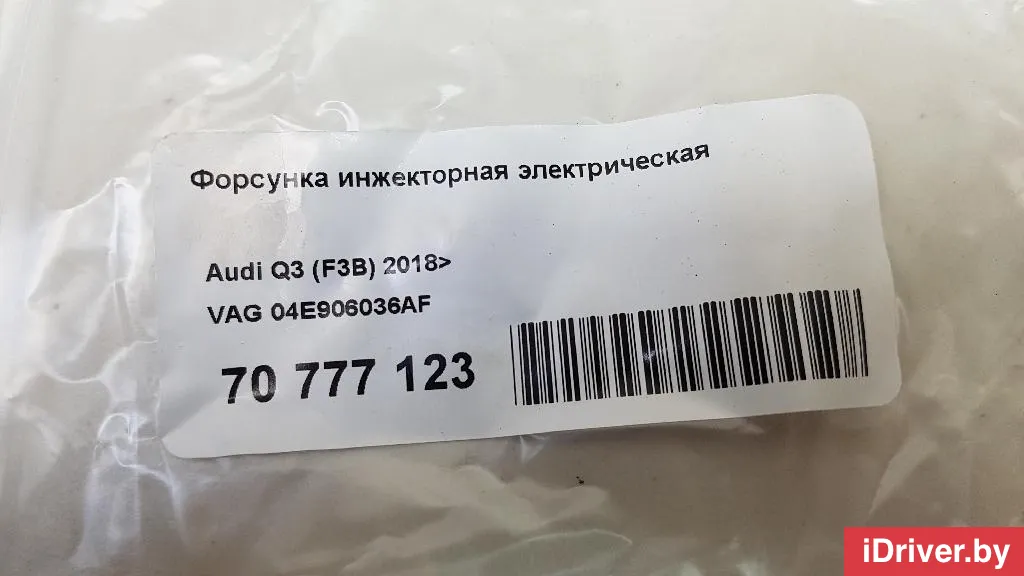 Форсунка инжекторная электрическая
Audi Q3 (F3B) 2018>
VAG 04E906036AF
70 777 123
iDriver.by